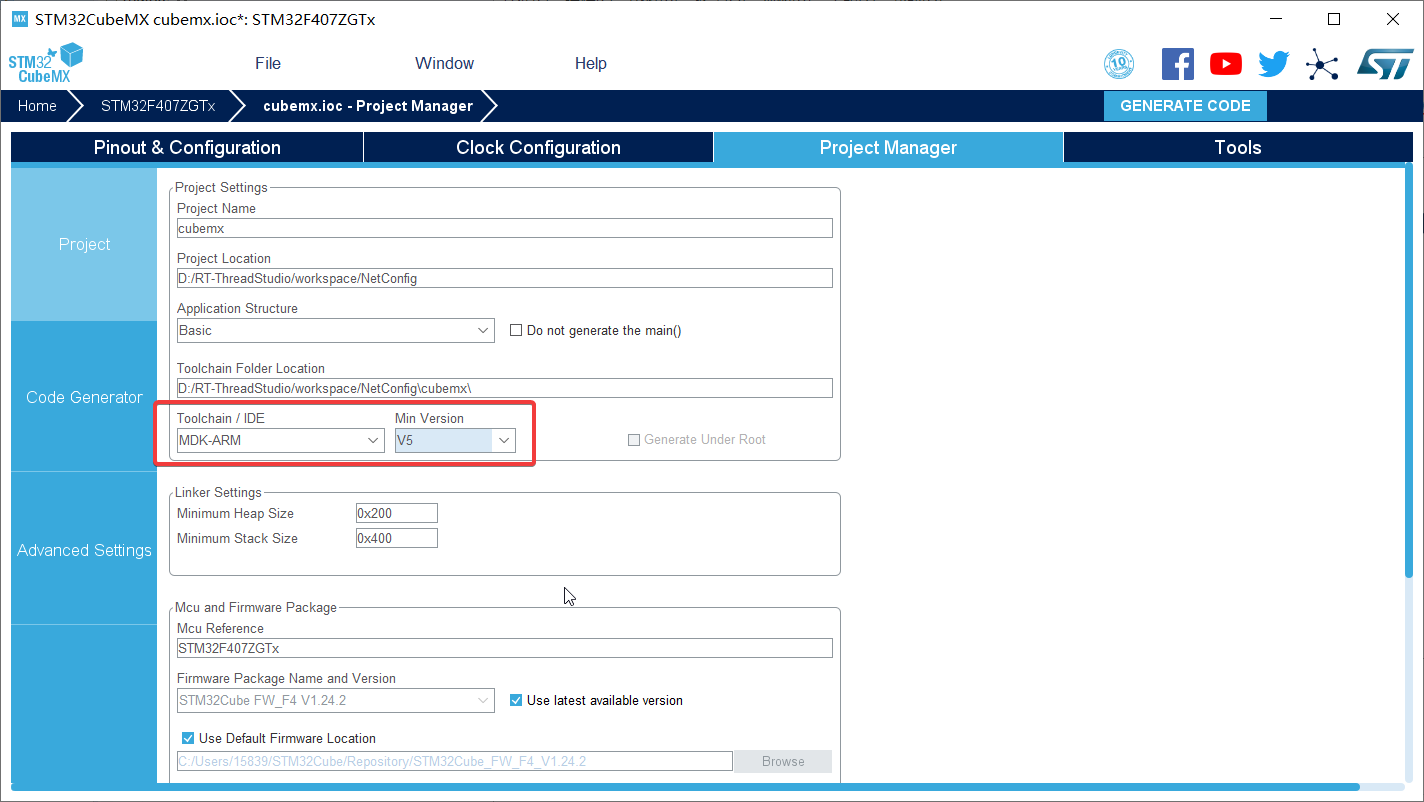 MX STM32CubeMX cubemx.ioc*: STM32F407ZGTx
STM32
CubeMX
File Window Help
10
Home STM32F407ZGTx cubemx.ioc - Project Manager GENERATE CODE
Pinout & Configuration Clock Configuration Project Manager Tools
Project
Code Generator
Advanced Settings
Project Settings
Project Name
cubemx
Project Location
D:/RT-ThreadStudio/workspace/NetConfig
Application Structure
Basic Do not generate the main()
Toolchain Folder Location
D:/RT-ThreadStudio/workspace/NetConfig\cubemx\
Toolchain / IDE Min Version
MDK-ARM V5 Generate Under Root
Linker Settings
Minimum Heap Size 0x200
Minimum Stack Size 0x400
Mcu and Firmware Package
Mcu Reference
STM32F407ZGTx
Firmware Package Name and Version
STM32Cube FW_F4 V1.24.2 Use latest available version
Use Default Firmware Location
C:/Users/15839/STM32Cube/Repository/STM32Cube_FW_F4_V1.24.2 Browse